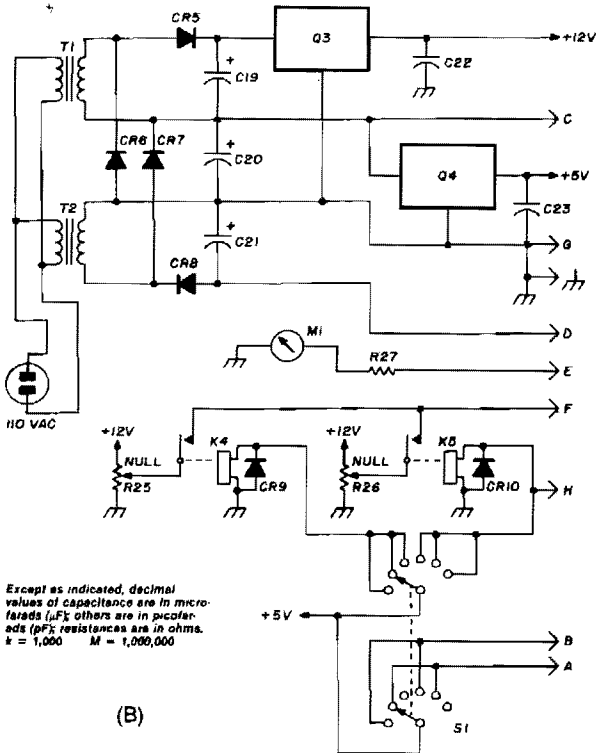 T1
CR5
+
C19
Q3
C22
+12V
C
CR6
CR7
+
C20
Q4
+5V
T2
+
C21
C23
G
CR8
D
M1
R27
E
110 VAC
F
+12V
K4
+12V
K5
NULL
R25
CR9
NULL
R26
CR10
H
Except as indicated, decimal
values of capacitance are in micro-
farads (µF); others are in picofar-
ads (pF); resistances are in ohms.
k = 1,000 M = 1,000,000
+5V
B
A
S1
(B)